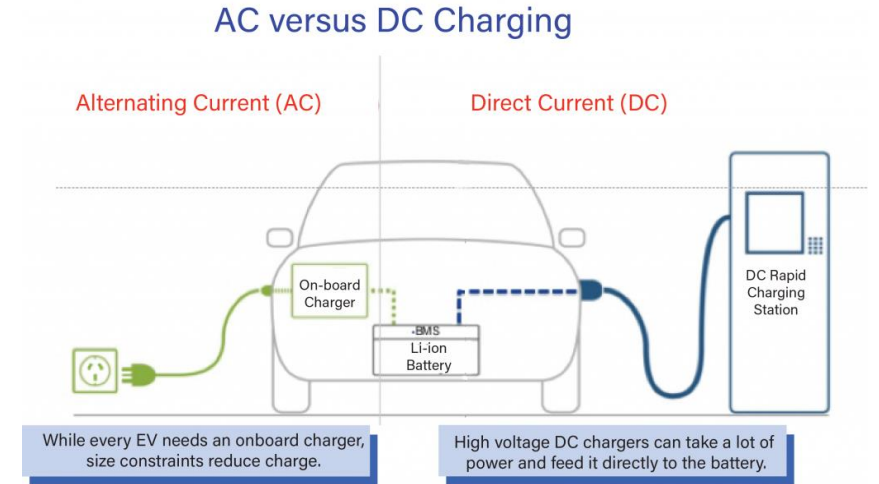 AC versus DC Charging
Alternating Current (AC)
Direct Current (DC)
On-board
Charger
-BMS
Li-ion
Battery
DC Rapid
Charging
Station
While every EV needs an onboard charger,
size constraints reduce charge.
High voltage DC chargers can take a lot of
power and feed it directly to the battery.